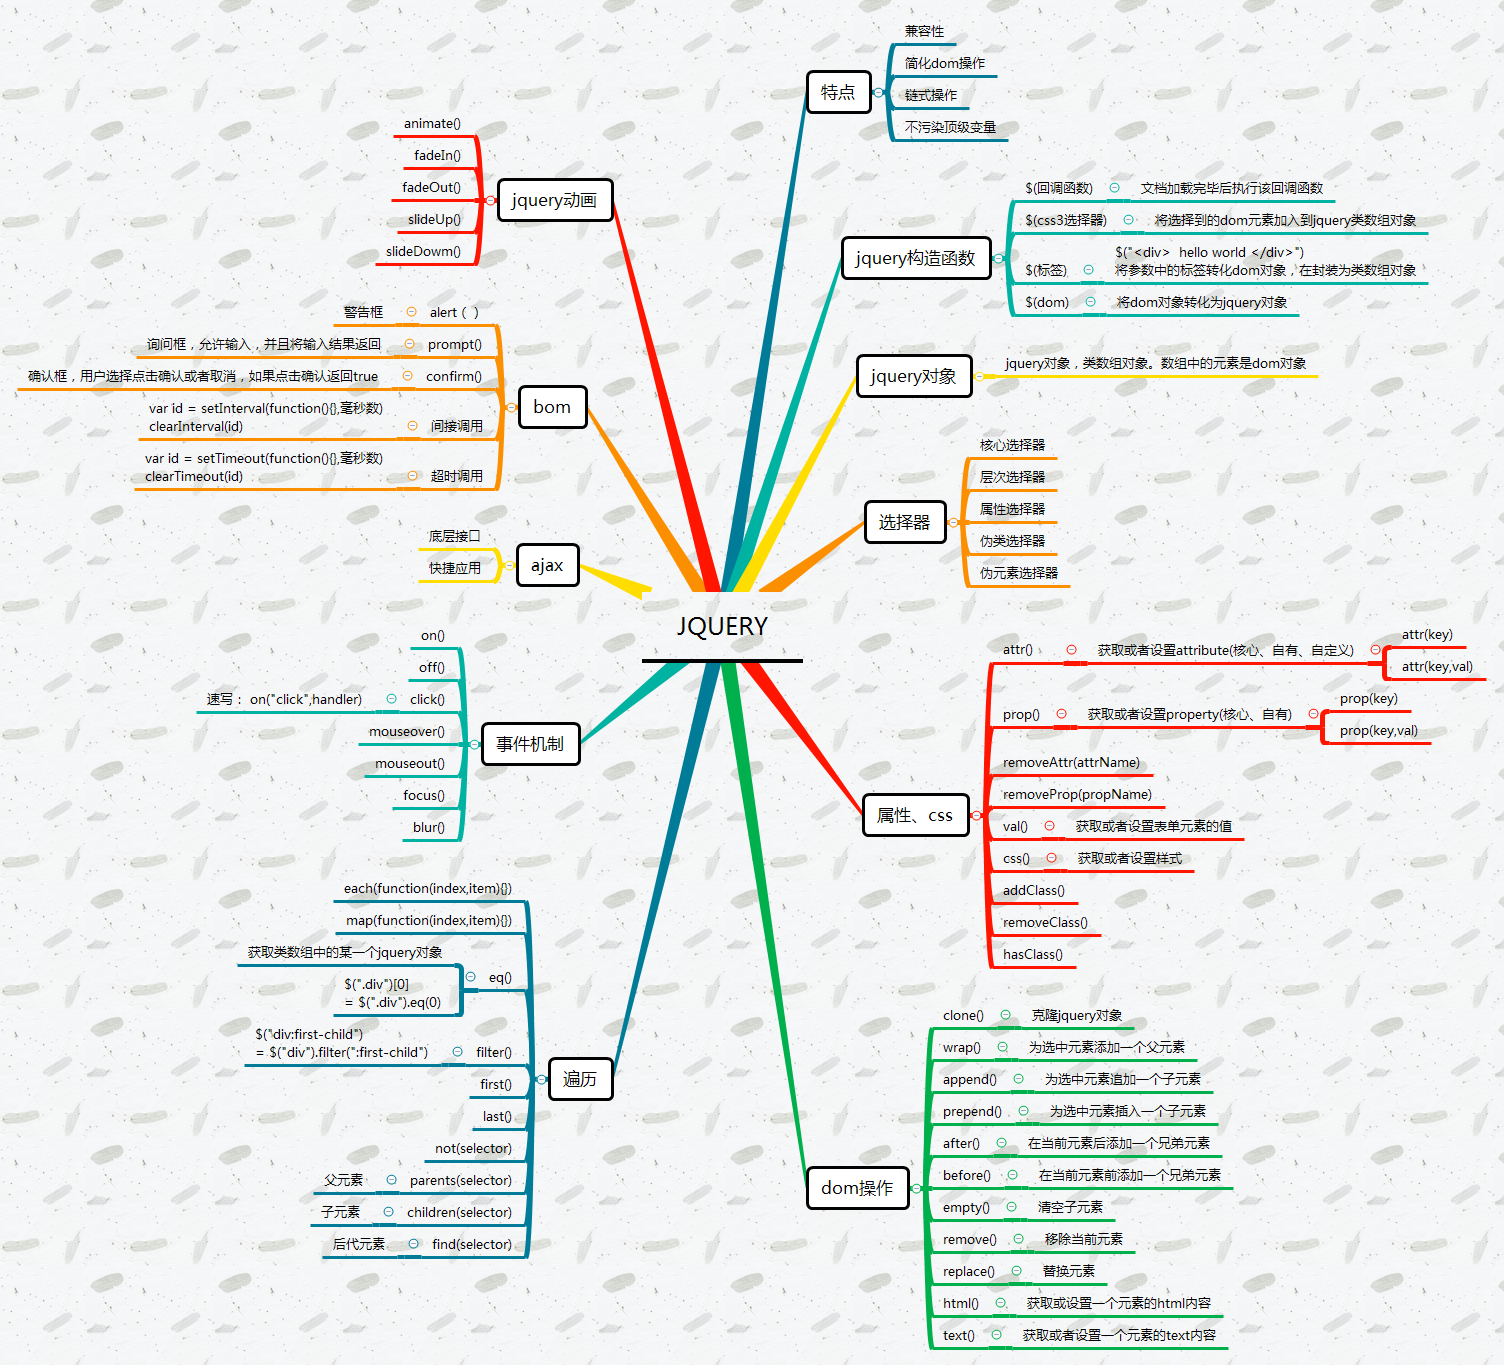 JQUERY
特点
兼容性
简化dom操作
链式操作
不污染顶级变量
jquery构造函数
$(回调函数)
文档加载完毕后执行该回调函数
$(css3选择器)
将选择到的dom元素加入到jquery类数组对象
$(标签)
$("<div>  hello world </div>")
将参数中的标签转化dom对象，在封装为类数组对象
$(dom)
将dom对象转化为jquery对象
jquery对象
jquery对象，类数组对象。数组中的元素是dom对象
选择器
核心选择器
层次选择器
属性选择器
伪类选择器
伪元素选择器
属性、css
attr()
获取或者设置attribute(核心、自有、自定义)
attr(key)
attr(key,val)
prop()
获取或者设置property(核心、自有)
prop(key)
prop(key,val)
removeAttr(attrName)
removeProp(propName)
val()
获取或者设置表单元素的值
css()
获取或者设置样式
addClass()
removeClass()
hasClass()
dom操作
clone()
克隆jquery对象
wrap()
为选中元素添加一个父元素
append()
为选中元素追加一个子元素
prepend()
为选中元素插入一个子元素
after()
在当前元素后添加一个兄弟元素
before()
在当前元素前添加一个兄弟元素
empty()
清空子元素
remove()
移除当前元素
replace()
替换元素
html()
获取或设置一个元素的html内容
text()
获取或者设置一个元素的text内容
jquery动画
animate()
fadeIn()
fadeOut()
slideUp()
slideDowm()
bom
alert（ ）
警告框
prompt()
询问框，允许输入，并且将输入结果返回
confirm()
确认框，用户选择点击确认或者取消，如果点击确认返回true
间接调用
var id = setInterval(function(){},毫秒数)
clearInterval(id)
超时调用
var id = setTimeout(function(){},毫秒数)
clearTimeout(id)
ajax
底层接口
快捷应用
事件机制
on()
off()
click()
速写： on("click",handler)
mouseover()
mouseout()
focus()
blur()
遍历
each(function(index,item){})
map(function(index,item){})
eq()
获取类数组中的某一个jquery对象
$(".div")[0]
= $(".div").eq(0)
filter()
$("div:first-child")
= $("div").filter(":first-child")
first()
last()
not(selector)
parents(selector)
父元素
children(selector)
子元素
find(selector)
后代元素